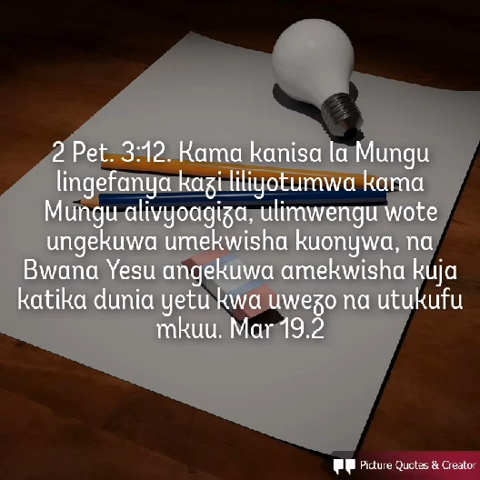 2 Pet. 3:12. Kama kanisa la Mungu
lingefanya kazi liliyotumwa kama
Mungu alivyoagiza, ulimwengu wote
ungekuwa umekwisha kuonywa, na
Bwana Yesu angekuwa amekwisha kuja
katika dunia yetu kwa uwezo na utukufu
mkuu. Mar 19.2
Picture Quotes & Creator